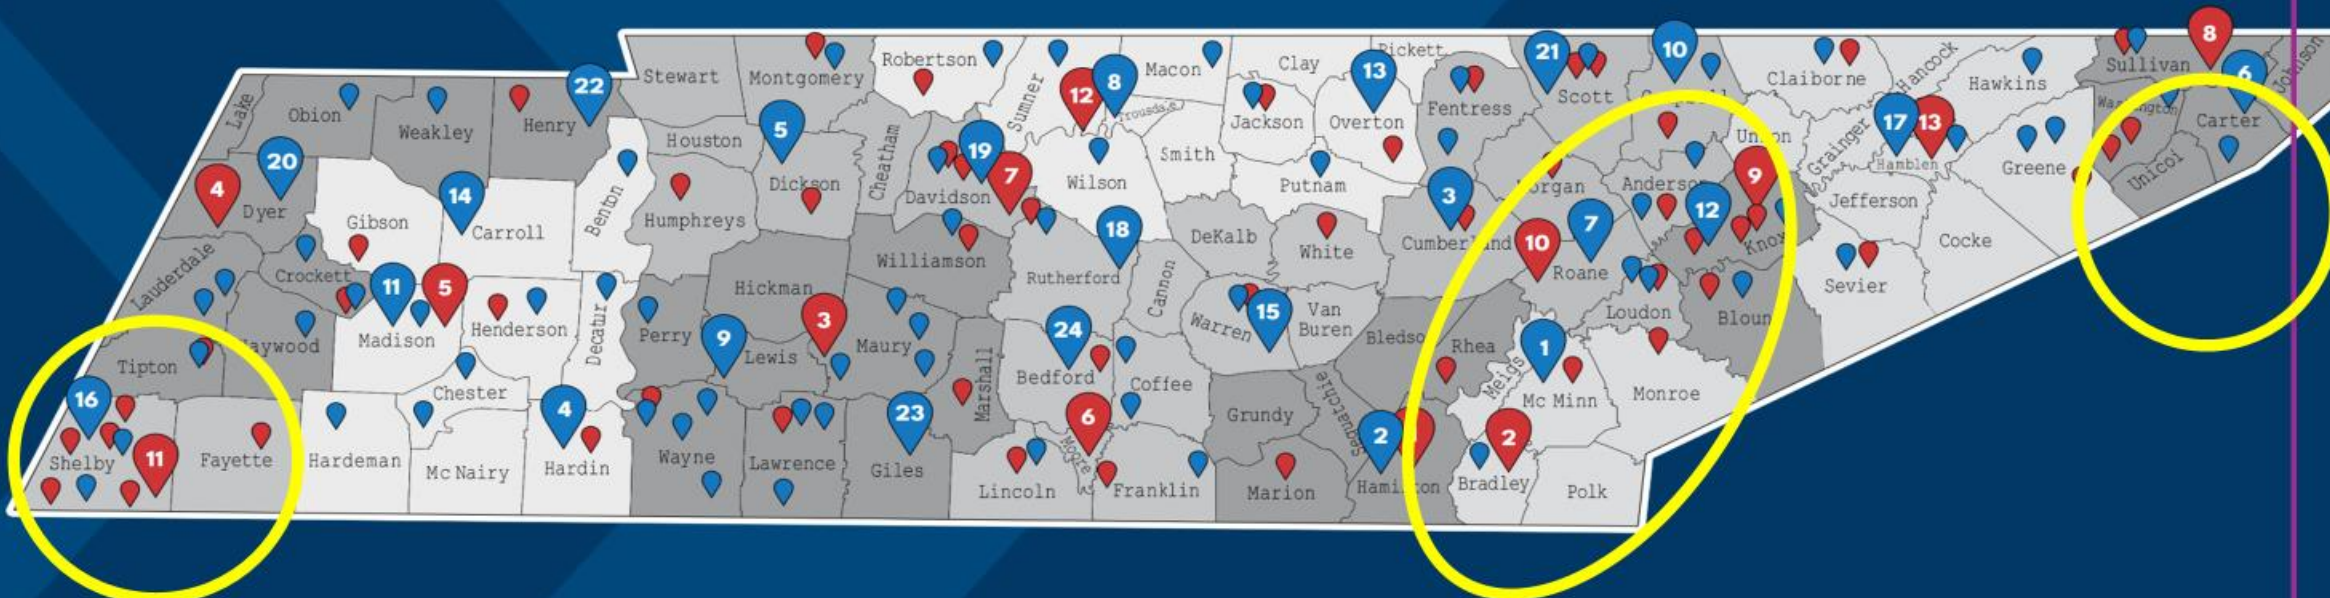 Lake
Obion
Weakley
Henry
22
Stewart
Montgomery
Robertson
Sumner
12
8
Macon
Trousdale
Clay
Pickett
13
Fentress
21
Scott
10
Claiborne
Hancock
Hawkins
Sullivan
8
6
Johnson
20
4
Dyer
Gibson
14
Carroll
Benton
Houston
5
Humphreys
Dickson
Cheatham
Davidson
19
7
Wilson
Smith
Jackson
Overton
Putnam
3
Cumberland
Morgan
Anderson
Union
9
Grainger
17
13
Hamblen
Jefferson
Greene
Washington
Carter
Unicoi
Lauderdale
Crockett
11
5
Madison
Henderson
Decatur
Perry
Hickman
3
Williamson
Rutherford
18
Cannon
DeKalb
White
10
7
Roane
12
Knox
Sevier
Cocke
Tipton
aywood
Chester
9
Lewis
Maury
Marshall
24
Bedford
Coffee
Warren
15
Van
Buren
Bledso
Rhea
Meigs
1
Mc Minn
Loudon
Blount
Monroe
16
Shelby
11
Fayette
Hardeman
Mc Nairy
4
Hardin
Wayne
Lawrence
23
Giles
Lincoln
6
Moore
Franklin
Grundy
Sequatchie
Marion
2
Hamilton
2
Bradley
Polk